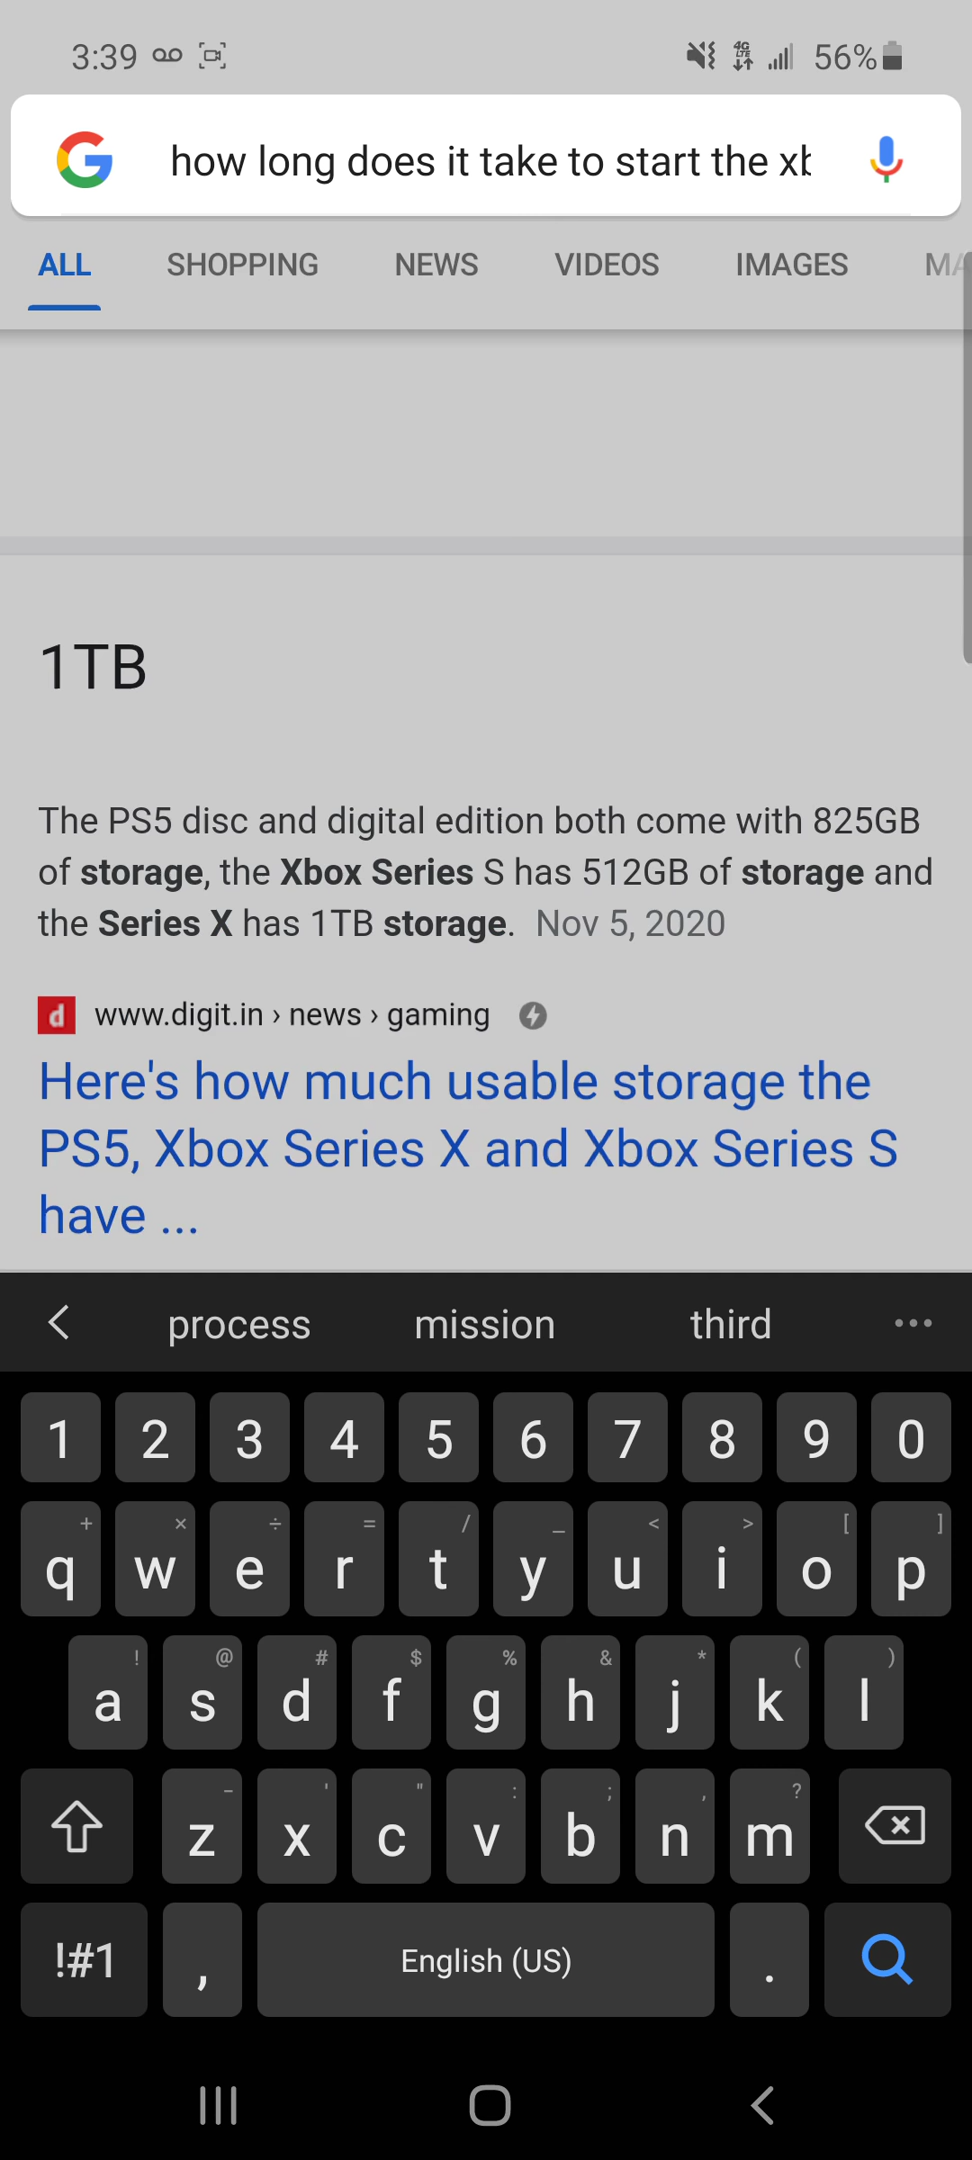 3:39 56%
how long does it take to start the xb
ALL SHOPPING NEWS VIDEOS IMAGES MA
1TB
The PS5 disc and digital edition both come with 825GB
of storage, the Xbox Series S has 512GB of storage and
the Series X has 1TB storage. Nov 5, 2020
d www.digit.in › news › gaming
Here's how much usable storage the
PS5, Xbox Series X and Xbox Series S
have ...
process mission third ...
1 2 3 4 5 6 7 8 9 0
+ × ÷ = / _ < > [ ]
q w e r t y u i o p
! @ # $ % & * ( )
a s d f g h j k l
- ' " : ; , ?
z x c v b n m
!#1 , English (US) .